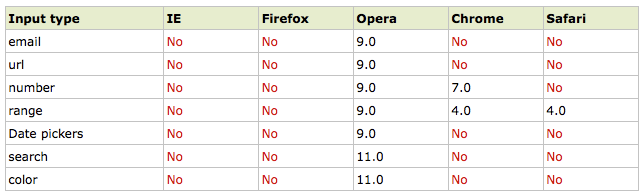 Input type IE Firefox Opera Chrome Safari
email No No 9.0 No No
url No No 9.0 No No
number No No 9.0 7.0 No
range No No 9.0 4.0 4.0
Date pickers No No 9.0 No No
search No No 11.0 No No
color No No 11.0 No No